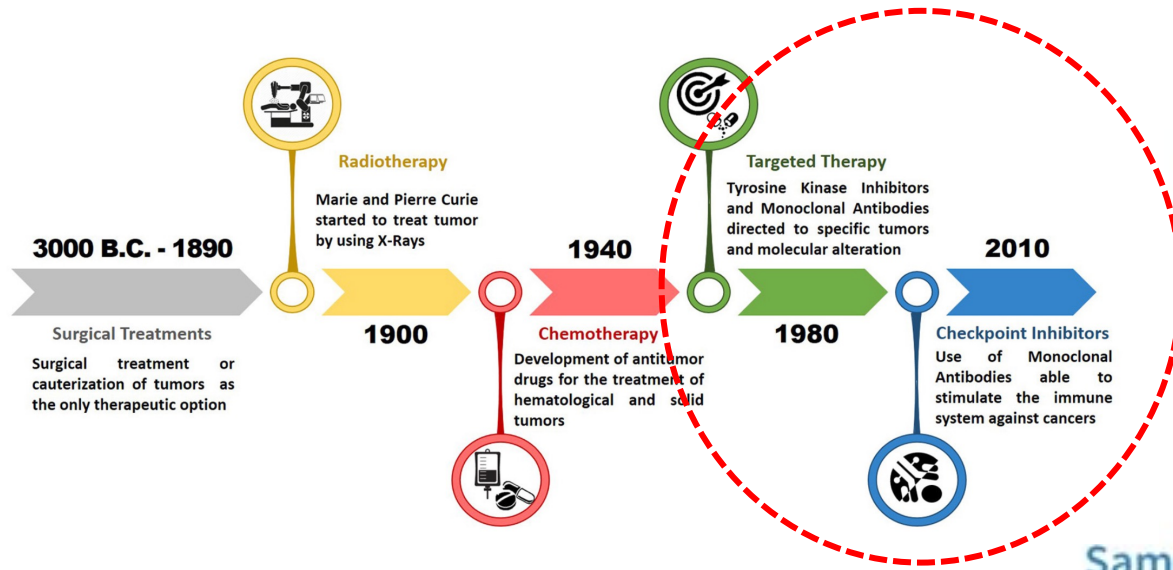 3000 B.C. - 1890
Surgical Treatments
Surgical treatment or
cauterization of tumors as
the only therapeutic option
Radiotherapy
Marie and Pierre Curie
started to treat tumor
by using X-Rays
1900
1940
Chemotherapy
Development of antitumor
drugs for the treatment of
hematological and solid
tumors
Targeted Therapy
Tyrosine Kinase Inhibitors
and Monoclonal Antibodies
directed to specific tumors
and molecular alteration
1980
2010
Checkpoint Inhibitors
Use of Monoclonal
Antibodies able to
stimulate the immune
system against cancers
Sam